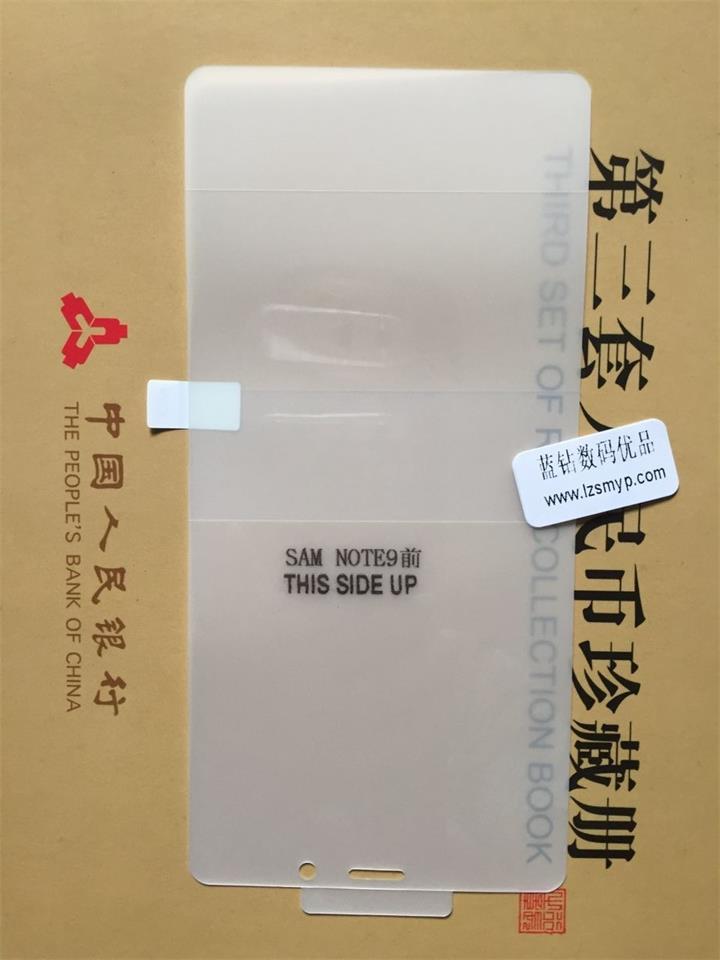 第三套人民币珍藏册
THIRD SET OF R COLLECTION BOOK
蓝钻数码优品
www.lzsmyp.com
SAM NOTE9前
THIS SIDE UP
中国人民银行
THE PEOPLE'S BANK OF CHINA